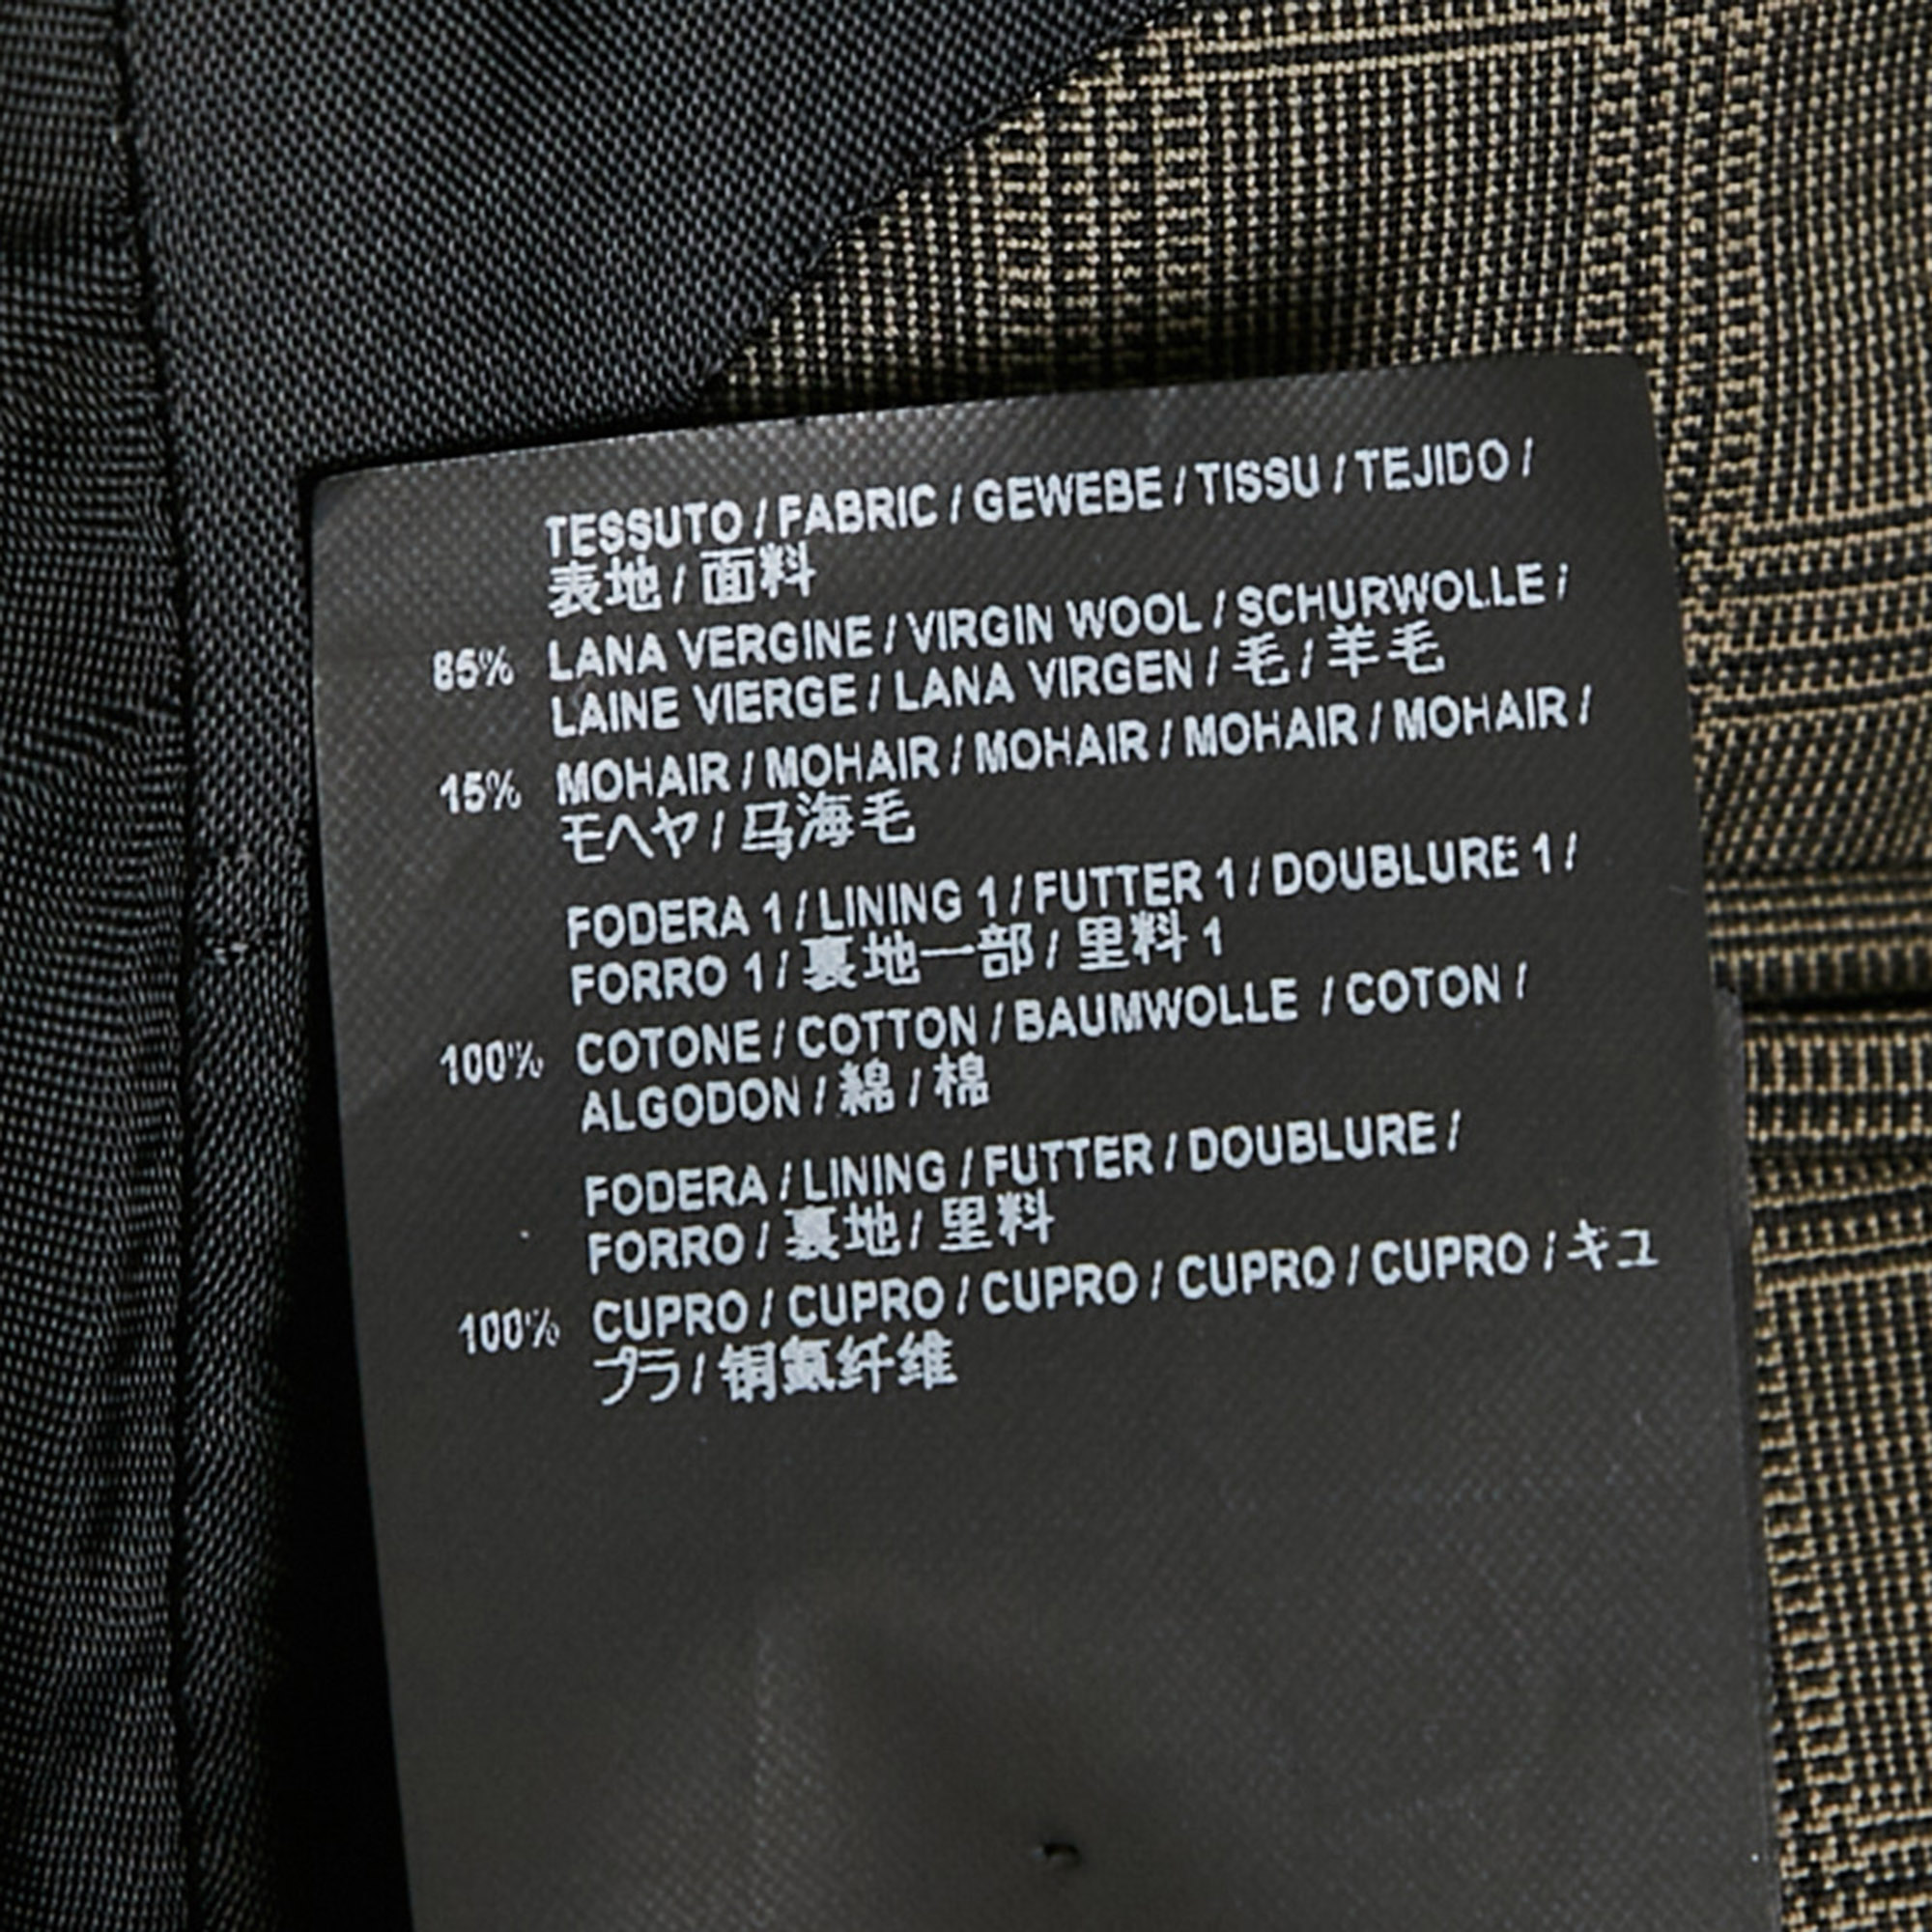 TESSUTO / FABRIC / GEWEBE / TISSU / TEJIDO /
表地 / 面料
85% LANA VERGINE / VIRGIN WOOL / SCHURWOLLE /
LAINE VIERGE / LANA VIRGEN / 毛 / 羊毛
15% MOHAIR / MOHAIR / MOHAIR / MOHAIR / MOHAIR /
モヘヤ / 马海毛
FODERA 1 / LINING 1 / FUTTER 1 / DOUBLURE 1 /
FORRO 1 / 裏地一部 / 里料 1
100% COTONE / COTTON / BAUMWOLLE / COTON /
ALGODON / 綿 / 棉
FODERA / LINING / FUTTER / DOUBLURE /
FORRO / 裏地 / 里料
100% CUPRO / CUPRO / CUPRO / CUPRO / CUPRO / キュ
プラ / 铜氨纤维